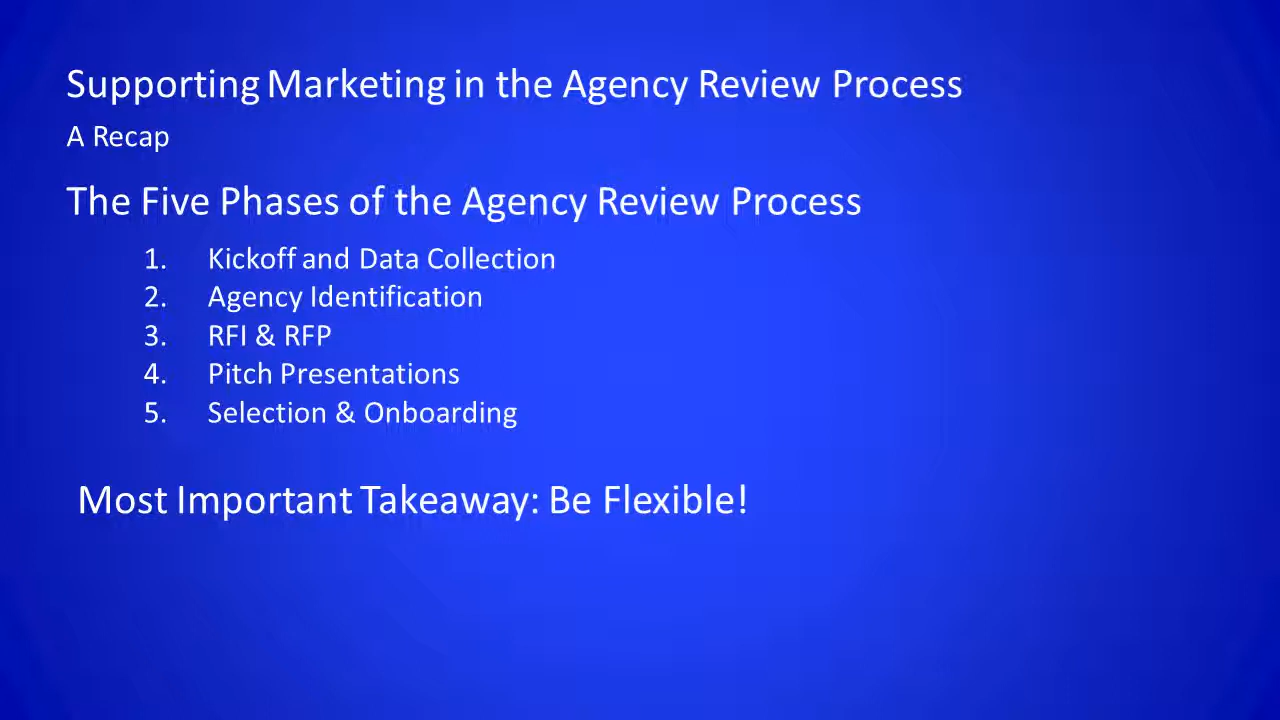 Supporting Marketing in the Agency Review Process
A Recap
The Five Phases of the Agency Review Process
1. Kickoff and Data Collection
2. Agency Identification
3. RFI & RFP
4. Pitch Presentations
5. Selection & Onboarding
Most Important Takeaway: Be Flexible!